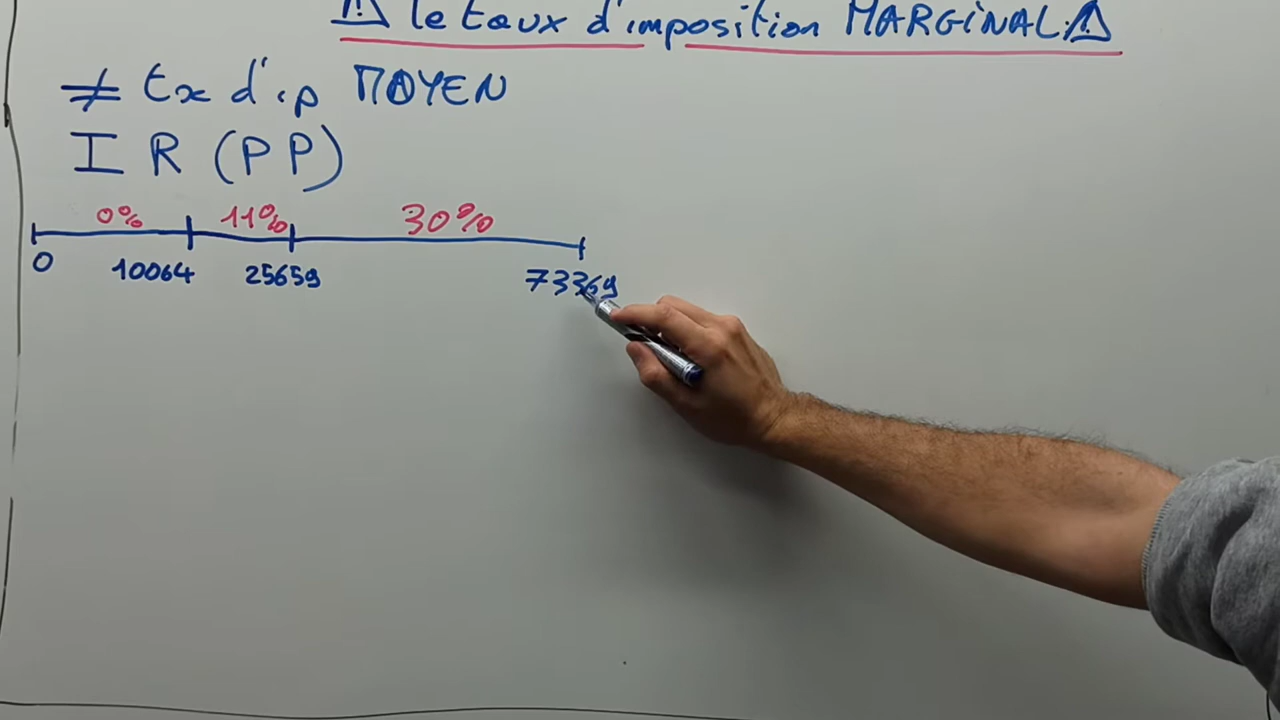 ⚠ le taux d'imposition MARGINAL ⚠
≠ tx d'ip MOYEN
IR (PP)
0% 11% 30%
0 10064 25659 73369